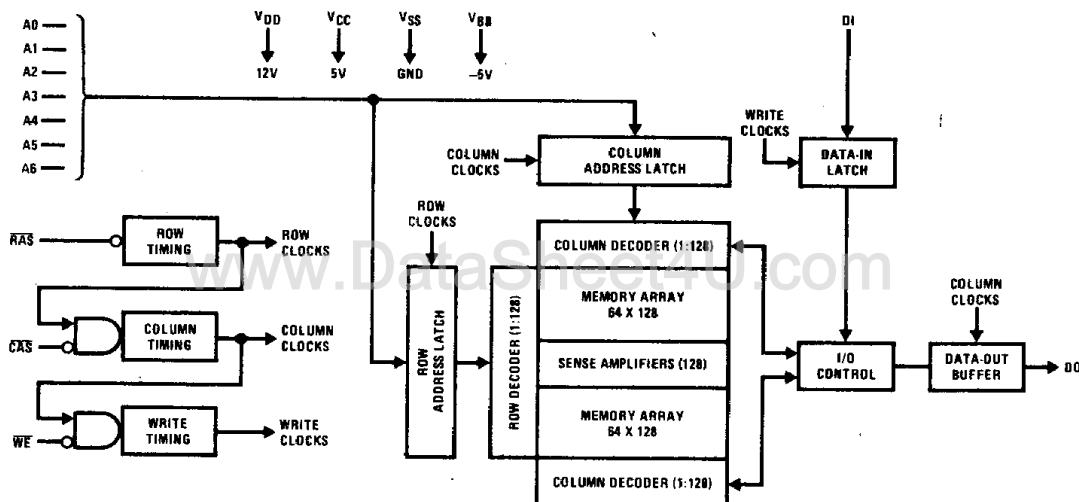 A0
A1
A2
A3
A4
A5
A6
VDD
12V
VCC
5V
VSS
GND
VBB
–5V
DI
COLUMN
CLOCKS
COLUMN
ADDRESS LATCH
WRITE
CLOCKS
DATA-IN
LATCH
RAS
ROW
TIMING
ROW
CLOCKS
CAS
COLUMN
TIMING
COLUMN
CLOCKS
WE
WRITE
TIMING
WRITE
CLOCKS
ROW
CLOCKS
ROW
ADDRESS LATCH
ROW DECODER (1:128)
COLUMN DECODER (1:128)
MEMORY ARRAY
64 X 128
SENSE AMPLIFIERS (128)
MEMORY ARRAY
64 X 128
COLUMN DECODER (1:128)
I/O
CONTROL
COLUMN
CLOCKS
DATA-OUT
BUFFER
DO
www.DataSheet4U.com